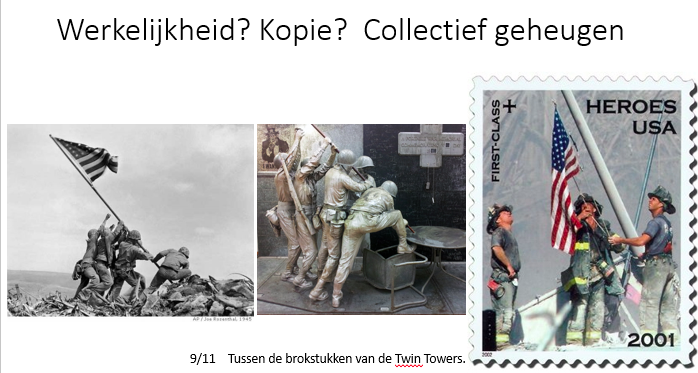 Werkelijkheid? Kopie?  Collectief geheugen
AP / Joe Rosenthal, 1945
FIRST-CLASS
+
HEROES
USA
2001
2002
9/11    Tussen de brokstukken van de Twin Towers.